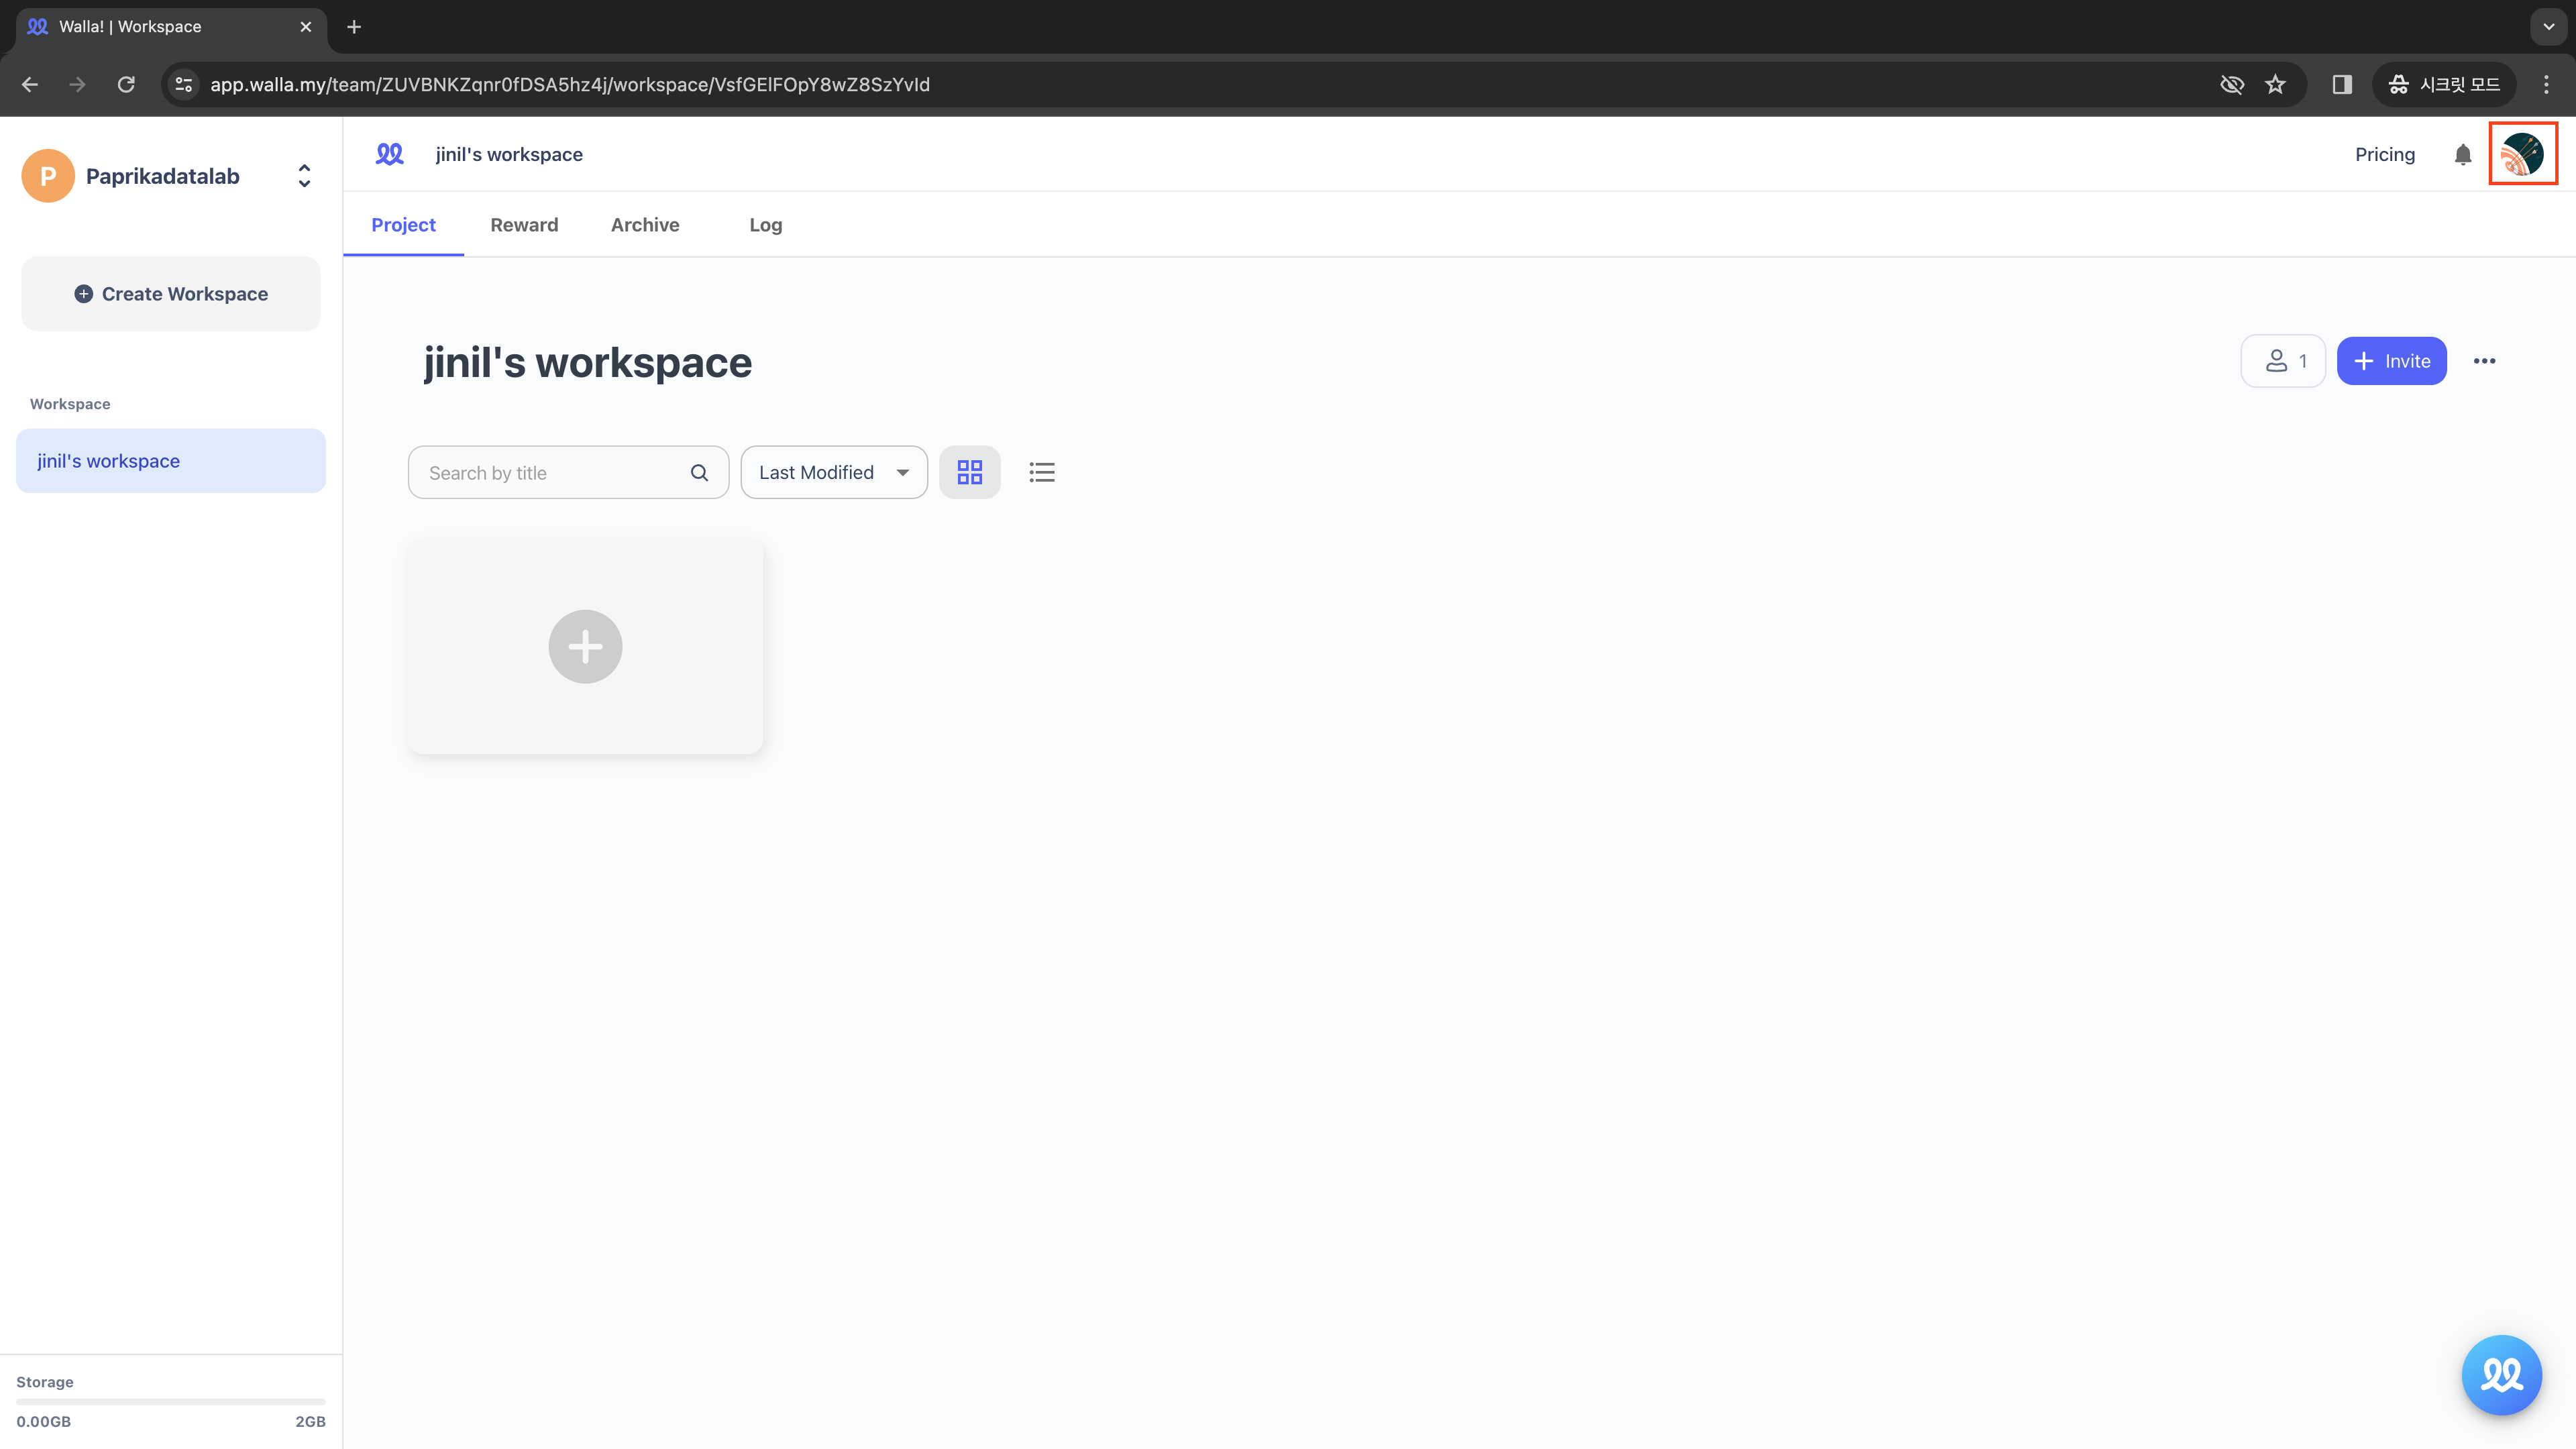 Walla! | Workspace
app.walla.my/team/ZUVBNKZqnr0fDSA5hz4j/workspace/VsfGElFOpY8wZ8SzYvId
시크릿 모드
P
Paprikadatalab
jinil's workspace
Pricing
Project
Reward
Archive
Log
Create Workspace
jinil's workspace
1
Invite
Workspace
jinil's workspace
Search by title
Last Modified
Storage
0.00GB
2GB